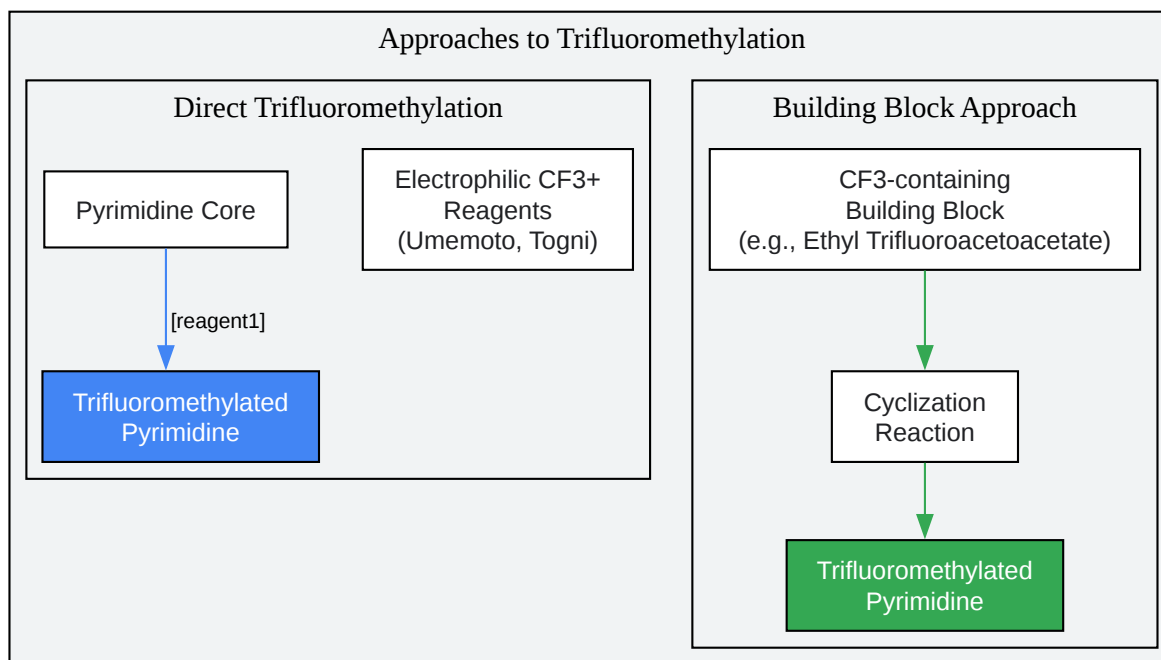 Approaches to Trifluoromethylation
Direct Trifluoromethylation
Pyrimidine Core
Electrophilic CF3+
Reagents
(Umemoto, Togni)
[reagent1]
Trifluoromethylated
Pyrimidine
Building Block Approach
CF3-containing
Building Block
(e.g., Ethyl Trifluoroacetoacetate)
Cyclization
Reaction
Trifluoromethylated
Pyrimidine